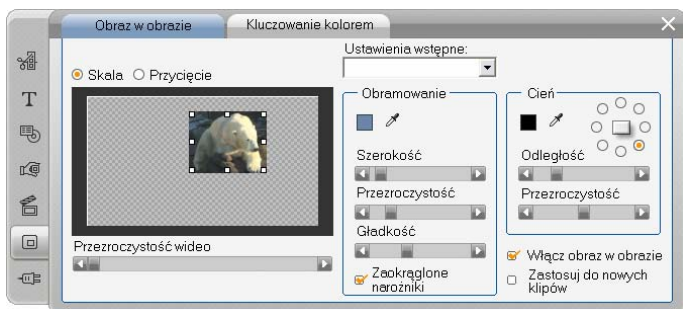 Obraz w obrazie
Kluczowanie kolorem
Ustawienia wstępne:
Skala
Przycięcie
Obramowanie
Szerokość
Przezroczystość
Gładkość
Zaokrąglone
narożniki
Cień
Odległość
Przezroczystość
Przezroczystość wideo
Włącz obraz w obrazie
Zastosuj do nowych
klipów
T